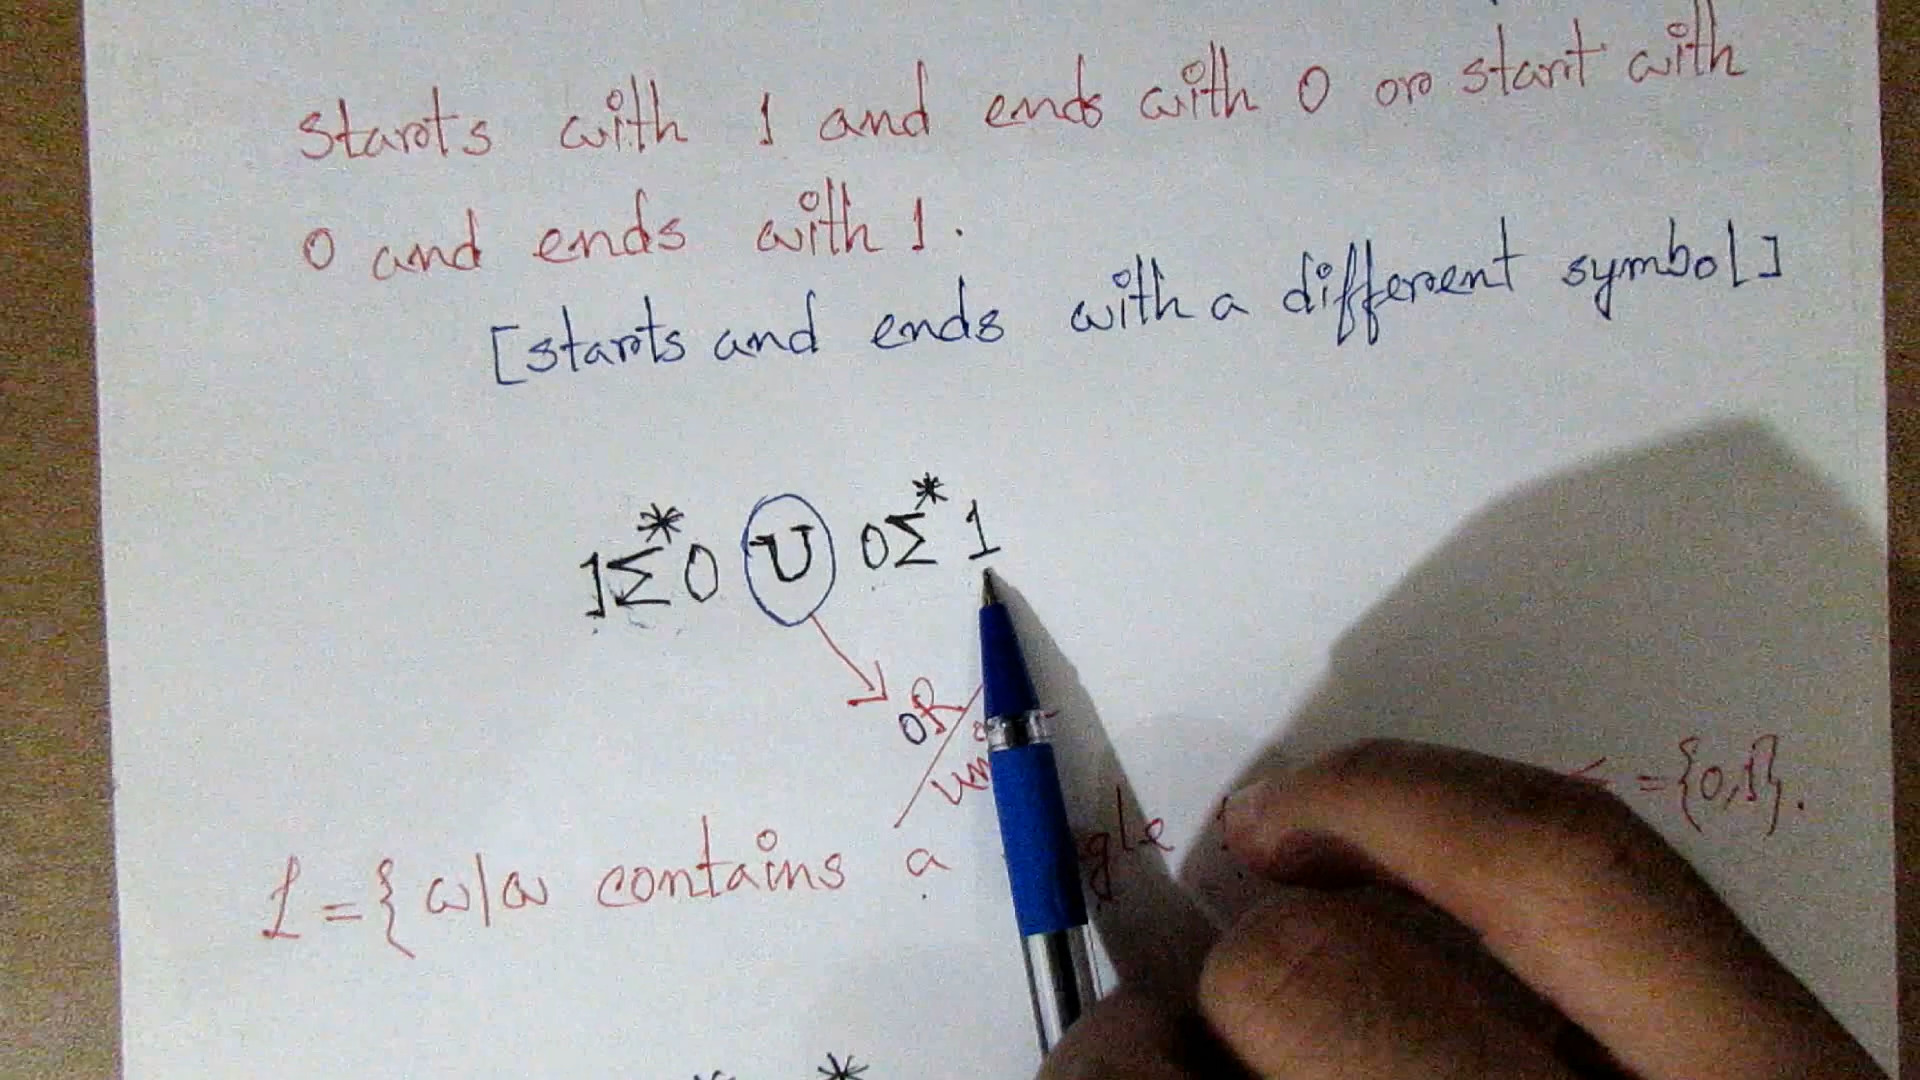 starts with 1 and ends with 0 or start with
0 and ends with 1.
[starts and ends with a different symbol]
1Σ*0 U 0Σ*1
OR
L = { w/w contains a
= {0,1}.
* *